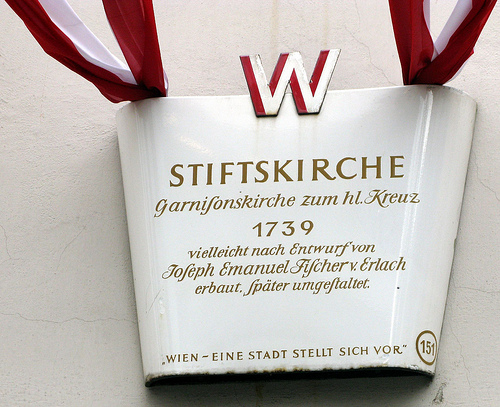 W
STIFTSKIRCHE
Garniſonskirche zum hl. Kreuz
1739
vielleicht nach Entwurf von
Joſeph Emanuel Fiſcher v. Erlach
erbaut, ſpäter umgeſtaltet.
„WIEN – EINE STADT STELLT SICH VOR.”
151